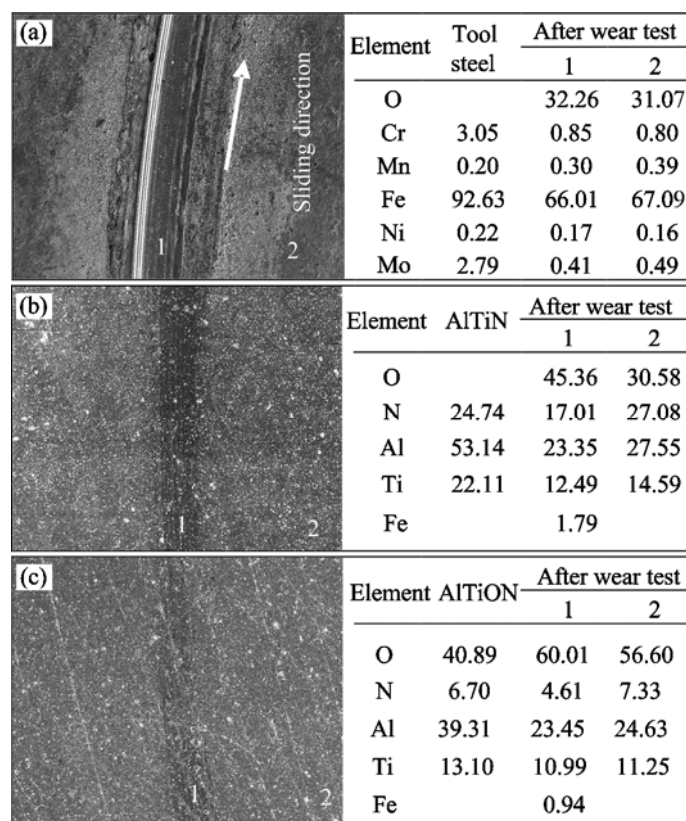 (a)
Sliding direction
1
2
Element Tool steel After wear test
1 2
O 32.26 31.07
Cr 3.05 0.85 0.80
Mn 0.20 0.30 0.39
Fe 92.63 66.01 67.09
Ni 0.22 0.17 0.16
Mo 2.79 0.41 0.49
(b)
1
2
Element AlTiN After wear test
1 2
O 45.36 30.58
N 24.74 17.01 27.08
Al 53.14 23.35 27.55
Ti 22.11 12.49 14.59
Fe 1.79
(c)
1
2
Element AlTiON After wear test
1 2
O 40.89 60.01 56.60
N 6.70 4.61 7.33
Al 39.31 23.45 24.63
Ti 13.10 10.99 11.25
Fe 0.94